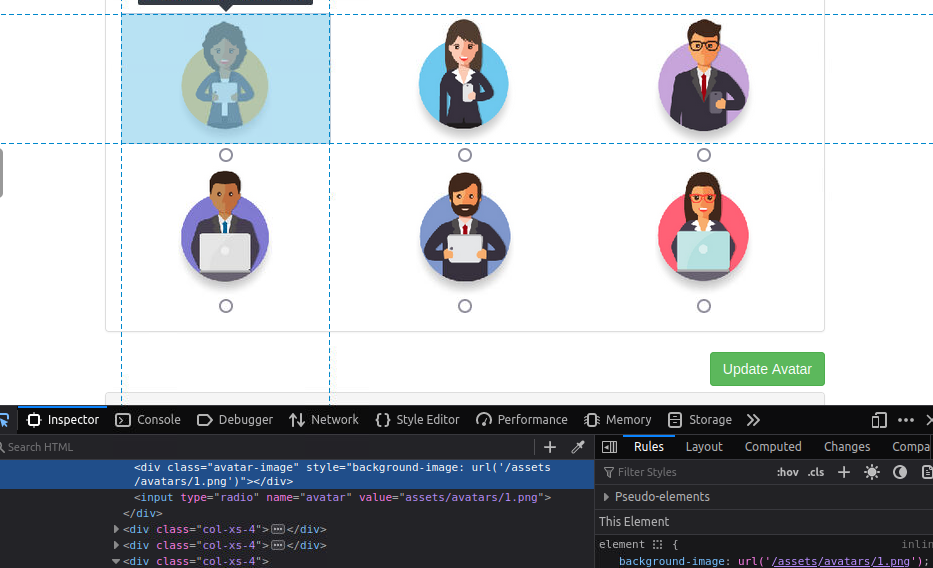 Update Avatar
Inspector Console Debugger Network Style Editor Performance Memory Storage
Search HTML
Rules Layout Computed Changes Compa
<div class="avatar-image" style="background-image: url('/assets
/avatars/1.png')"></div>
<input type="radio" name="avatar" value="assets/avatars/1.png">
</div>
<div class="col-xs-4"></div>
<div class="col-xs-4"></div>
<div class="col-xs-4">
Filter Styles :hov .cls
Pseudo-elements
This Element
element { inlin
background-image: url('/assets/avatars/1.png');